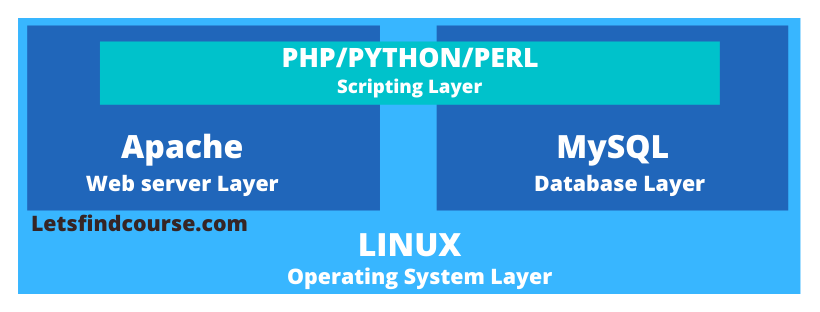 PHP/PYTHON/PERL
Scripting Layer
Apache
Web server Layer
MySQL
Database Layer
Letsfindcourse.com
LINUX
Operating System Layer